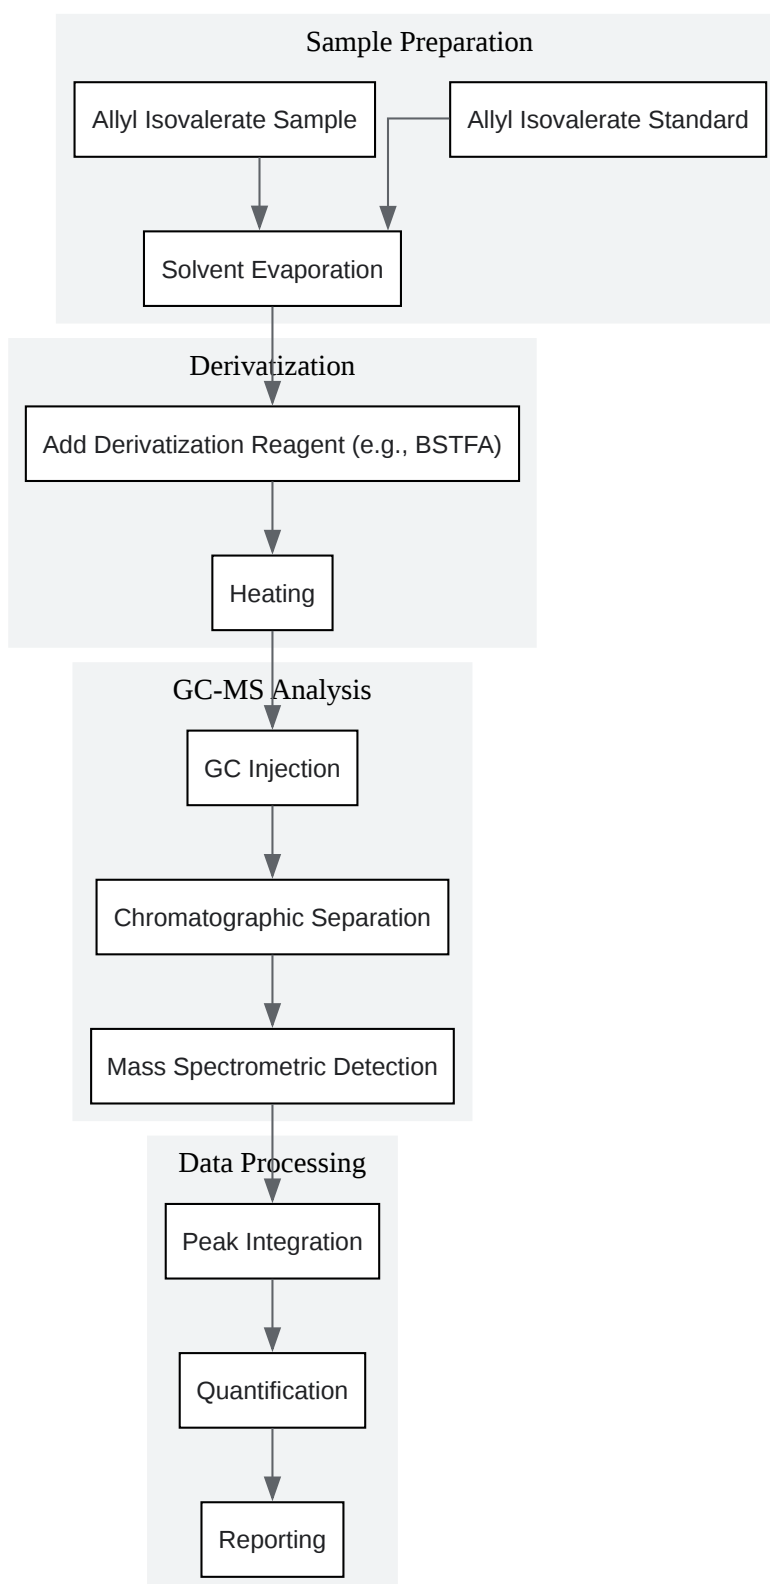 Sample Preparation
Allyl Isovalerate Sample
Allyl Isovalerate Standard
Solvent Evaporation
Derivatization
Add Derivatization Reagent (e.g., BSTFA)
Heating
GC-MS Analysis
GC Injection
Chromatographic Separation
Mass Spectrometric Detection
Data Processing
Peak Integration
Quantification
Reporting